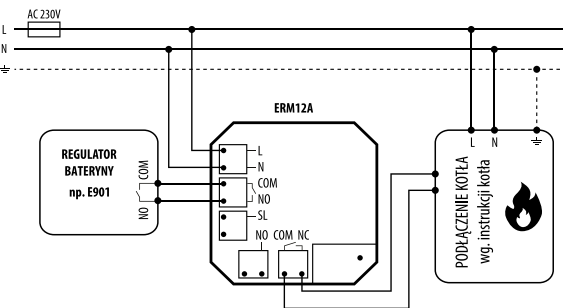 AC 230V
L
N
ERM12A
REGULATOR
BATERYNY
np. E901
COM
NO
L
N
COM
NO
SL
NO COM NC
L N
PODŁĄCZENIE KOTŁA
wg. instrukcji kotła